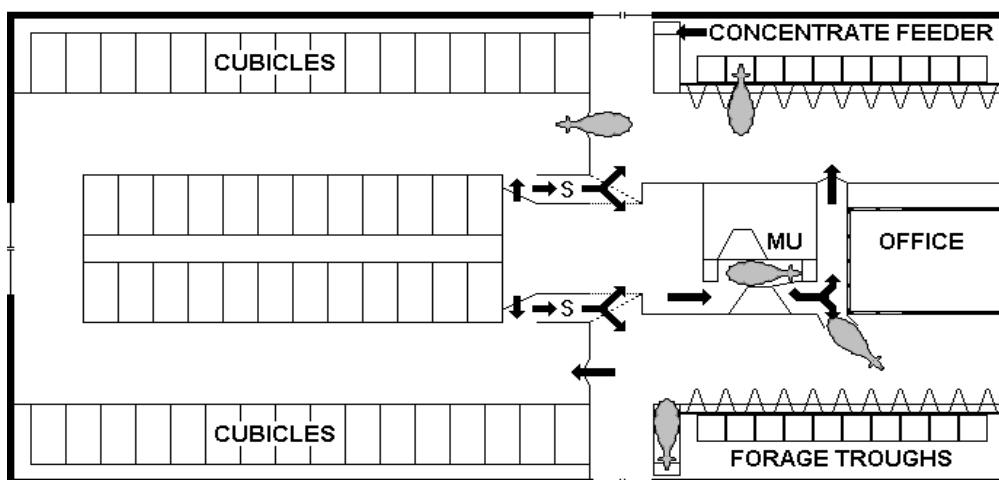 CONCENTRATE FEEDER
CUBICLES
S
MU
OFFICE
S
CUBICLES
FORAGE TROUGHS